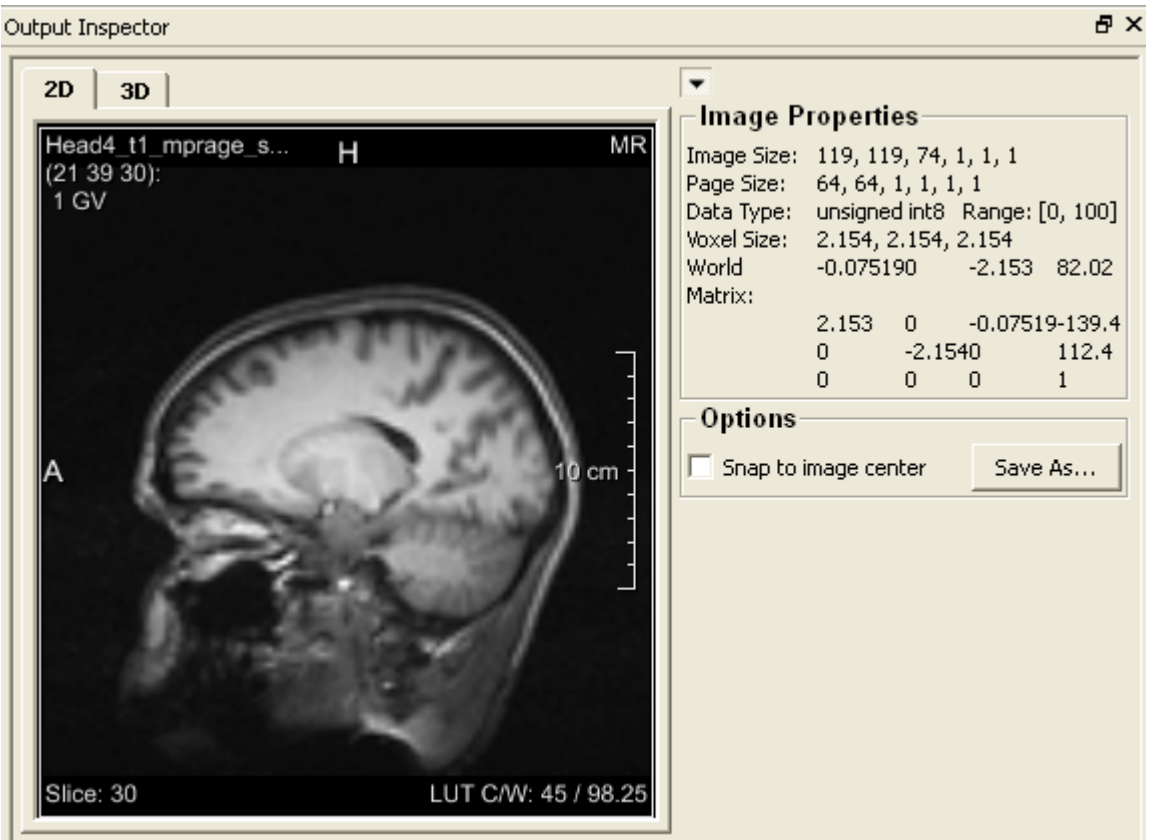 Output Inspector
2D 3D
Head4_t1_mprage_s... H MR
(21 39 30):
1 GV
A
10 cm
Slice: 30 LUT C/W: 45 / 98.25
Image Properties
Image Size: 119, 119, 74, 1, 1, 1
Page Size: 64, 64, 1, 1, 1, 1
Data Type: unsigned int8 Range: [0, 100]
Voxel Size: 2.154, 2.154, 2.154
World -0.075190 -2.153 82.02
Matrix:
2.153 0 -0.07519-139.4
0 -2.1540 112.4
0 0 0 1
Options
Snap to image center Save As...